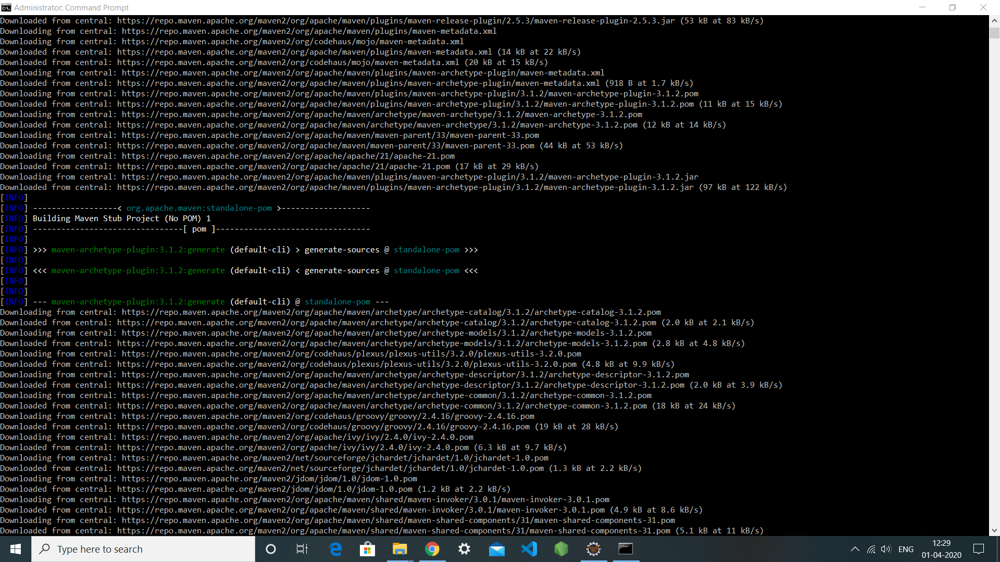 Administrator: Command Prompt
Downloaded from central: https://repo.maven.apache.org/maven2/org/apache/maven/plugins/maven-release-plugin/2.5.3/maven-release-plugin-2.5.3.jar (53 kB at 83 kB/s)
Downloading from central: https://repo.maven.apache.org/maven2/org/apache/maven/plugins/maven-metadata.xml
Downloading from central: https://repo.maven.apache.org/maven2/org/codehaus/mojo/maven-metadata.xml
Downloaded from central: https://repo.maven.apache.org/maven2/org/apache/maven/plugins/maven-metadata.xml (14 kB at 22 kB/s)
Downloaded from central: https://repo.maven.apache.org/maven2/org/codehaus/mojo/maven-metadata.xml (20 kB at 15 kB/s)
Downloading from central: https://repo.maven.apache.org/maven2/org/apache/maven/plugins/maven-archetype-plugin/maven-metadata.xml
Downloaded from central: https://repo.maven.apache.org/maven2/org/apache/maven/plugins/maven-archetype-plugin/maven-metadata.xml (918 B at 1.7 kB/s)
Downloading from central: https://repo.maven.apache.org/maven2/org/apache/maven/plugins/maven-archetype-plugin/3.1.2/maven-archetype-plugin-3.1.2.pom
Downloaded from central: https://repo.maven.apache.org/maven2/org/apache/maven/plugins/maven-archetype-plugin/3.1.2/maven-archetype-plugin-3.1.2.pom (11 kB at 15 kB/s)
Downloading from central: https://repo.maven.apache.org/maven2/org/apache/maven/archetype/maven-archetype/3.1.2/maven-archetype-3.1.2.pom
Downloaded from central: https://repo.maven.apache.org/maven2/org/apache/maven/archetype/maven-archetype/3.1.2/maven-archetype-3.1.2.pom (12 kB at 14 kB/s)
Downloading from central: https://repo.maven.apache.org/maven2/org/apache/maven/maven-parent/33/maven-parent-33.pom
Downloaded from central: https://repo.maven.apache.org/maven2/org/apache/maven/maven-parent/33/maven-parent-33.pom (44 kB at 53 kB/s)
Downloading from central: https://repo.maven.apache.org/maven2/org/apache/apache/21/apache-21.pom
Downloaded from central: https://repo.maven.apache.org/maven2/org/apache/apache/21/apache-21.pom (17 kB at 29 kB/s)
Downloading from central: https://repo.maven.apache.org/maven2/org/apache/maven/plugins/maven-archetype-plugin/3.1.2/maven-archetype-plugin-3.1.2.jar
Downloaded from central: https://repo.maven.apache.org/maven2/org/apache/maven/plugins/maven-archetype-plugin/3.1.2/maven-archetype-plugin-3.1.2.jar (97 kB at 122 kB/s)
[INFO]
[INFO] ------------------< org.apache.maven:standalone-pom >-------------------
[INFO] Building Maven Stub Project (No POM) 1
[INFO] --------------------------------[ pom ]---------------------------------
[INFO]
[INFO] >>> maven-archetype-plugin:3.1.2:generate (default-cli) > generate-sources @ standalone-pom >>>
[INFO]
[INFO] <<< maven-archetype-plugin:3.1.2:generate (default-cli) < generate-sources @ standalone-pom <<<
[INFO]
[INFO]
[INFO] --- maven-archetype-plugin:3.1.2:generate (default-cli) @ standalone-pom ---
Downloading from central: https://repo.maven.apache.org/maven2/org/apache/maven/archetype/archetype-catalog/3.1.2/archetype-catalog-3.1.2.pom
Downloaded from central: https://repo.maven.apache.org/maven2/org/apache/maven/archetype/archetype-catalog/3.1.2/archetype-catalog-3.1.2.pom (2.0 kB at 2.1 kB/s)
Downloading from central: https://repo.maven.apache.org/maven2/org/apache/maven/archetype/archetype-models/3.1.2/archetype-models-3.1.2.pom
Downloaded from central: https://repo.maven.apache.org/maven2/org/apache/maven/archetype/archetype-models/3.1.2/archetype-models-3.1.2.pom (2.8 kB at 4.8 kB/s)
Downloading from central: https://repo.maven.apache.org/maven2/org/codehaus/plexus/plexus-utils/3.2.0/plexus-utils-3.2.0.pom
Downloaded from central: https://repo.maven.apache.org/maven2/org/codehaus/plexus/plexus-utils/3.2.0/plexus-utils-3.2.0.pom (4.8 kB at 9.9 kB/s)
Downloading from central: https://repo.maven.apache.org/maven2/org/apache/maven/archetype/archetype-descriptor/3.1.2/archetype-descriptor-3.1.2.pom
Downloaded from central: https://repo.maven.apache.org/maven2/org/apache/maven/archetype/archetype-descriptor/3.1.2/archetype-descriptor-3.1.2.pom (2.0 kB at 3.9 kB/s)
Downloading from central: https://repo.maven.apache.org/maven2/org/apache/maven/archetype/archetype-common/3.1.2/archetype-common-3.1.2.pom
Downloaded from central: https://repo.maven.apache.org/maven2/org/apache/maven/archetype/archetype-common/3.1.2/archetype-common-3.1.2.pom (18 kB at 24 kB/s)
Downloading from central: https://repo.maven.apache.org/maven2/org/codehaus/groovy/groovy/2.4.16/groovy-2.4.16.pom
Downloaded from central: https://repo.maven.apache.org/maven2/org/codehaus/groovy/groovy/2.4.16/groovy-2.4.16.pom (19 kB at 28 kB/s)
Downloading from central: https://repo.maven.apache.org/maven2/org/apache/ivy/ivy/2.4.0/ivy-2.4.0.pom
Downloaded from central: https://repo.maven.apache.org/maven2/org/apache/ivy/ivy/2.4.0/ivy-2.4.0.pom (6.3 kB at 9.7 kB/s)
Downloading from central: https://repo.maven.apache.org/maven2/net/sourceforge/jchardet/jchardet/1.0/jchardet-1.0.pom
Downloaded from central: https://repo.maven.apache.org/maven2/net/sourceforge/jchardet/jchardet/1.0/jchardet-1.0.pom (1.3 kB at 2.2 kB/s)
Downloading from central: https://repo.maven.apache.org/maven2/jdom/jdom/1.0/jdom-1.0.pom
Downloaded from central: https://repo.maven.apache.org/maven2/jdom/jdom/1.0/jdom-1.0.pom (1.2 kB at 2.2 kB/s)
Downloading from central: https://repo.maven.apache.org/maven2/org/apache/maven/shared/maven-invoker/3.0.1/maven-invoker-3.0.1.pom
Downloaded from central: https://repo.maven.apache.org/maven2/org/apache/maven/shared/maven-invoker/3.0.1/maven-invoker-3.0.1.pom (4.9 kB at 8.6 kB/s)
Downloading from central: https://repo.maven.apache.org/maven2/org/apache/maven/shared/maven-shared-components/31/maven-shared-components-31.pom
Downloaded from central: https://repo.maven.apache.org/maven2/org/apache/maven/shared/maven-shared-components/31/maven-shared-components-31.pom (5.1 kB at 11 kB/s)
Type here to search
ENG
12:29
01-04-2020